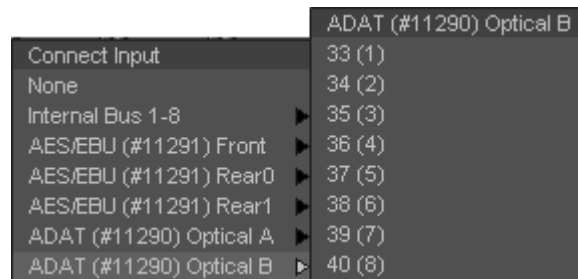 Connect Input
None
Internal Bus 1-8
AES/EBU (#11291) Front
AES/EBU (#11291) Rear0
AES/EBU (#11291) Rear1
ADAT (#11290) Optical A
ADAT (#11290) Optical B
ADAT (#11290) Optical B
33 (1)
34 (2)
35 (3)
36 (4)
37 (5)
38 (6)
39 (7)
40 (8)